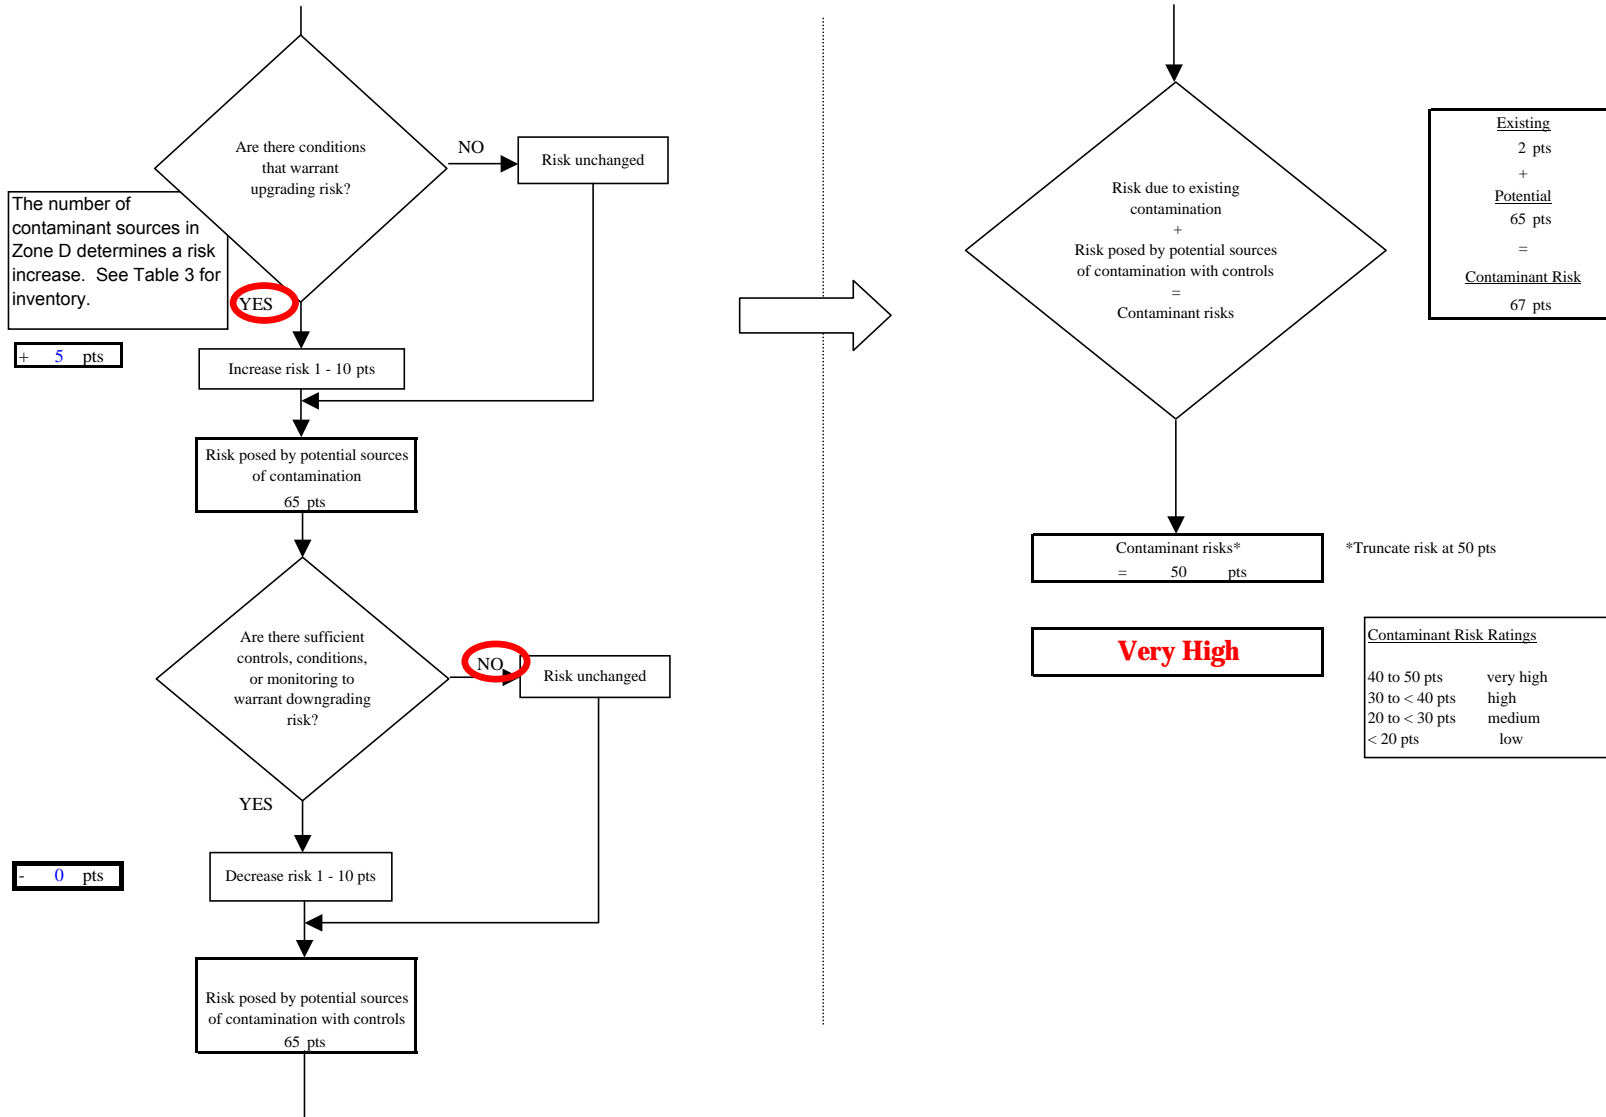 Are there conditions
that warrant
upgrading risk?
NO
Risk unchanged
The number of
contaminant sources in
Zone D determines a risk
increase. See Table 3 for
inventory.
YES
+ 5 pts
Increase risk 1 - 10 pts
Risk posed by potential sources
of contamination
65 pts
Are there sufficient
controls, conditions,
or monitoring to
warrant downgrading
risk?
NO
Risk unchanged
YES
- 0 pts
Decrease risk 1 - 10 pts
Risk posed by potential sources
of contamination with controls
65 pts
Risk due to existing
contamination
+
Risk posed by potential sources
of contamination with controls
=
Contaminant risks
Existing
2 pts
+
Potential
65 pts
=
Contaminant Risk
67 pts
Contaminant risks*
= 50 pts
*Truncate risk at 50 pts
Very High
Contaminant Risk Ratings
40 to 50 pts very high
30 to < 40 pts high
20 to < 30 pts medium
< 20 pts low